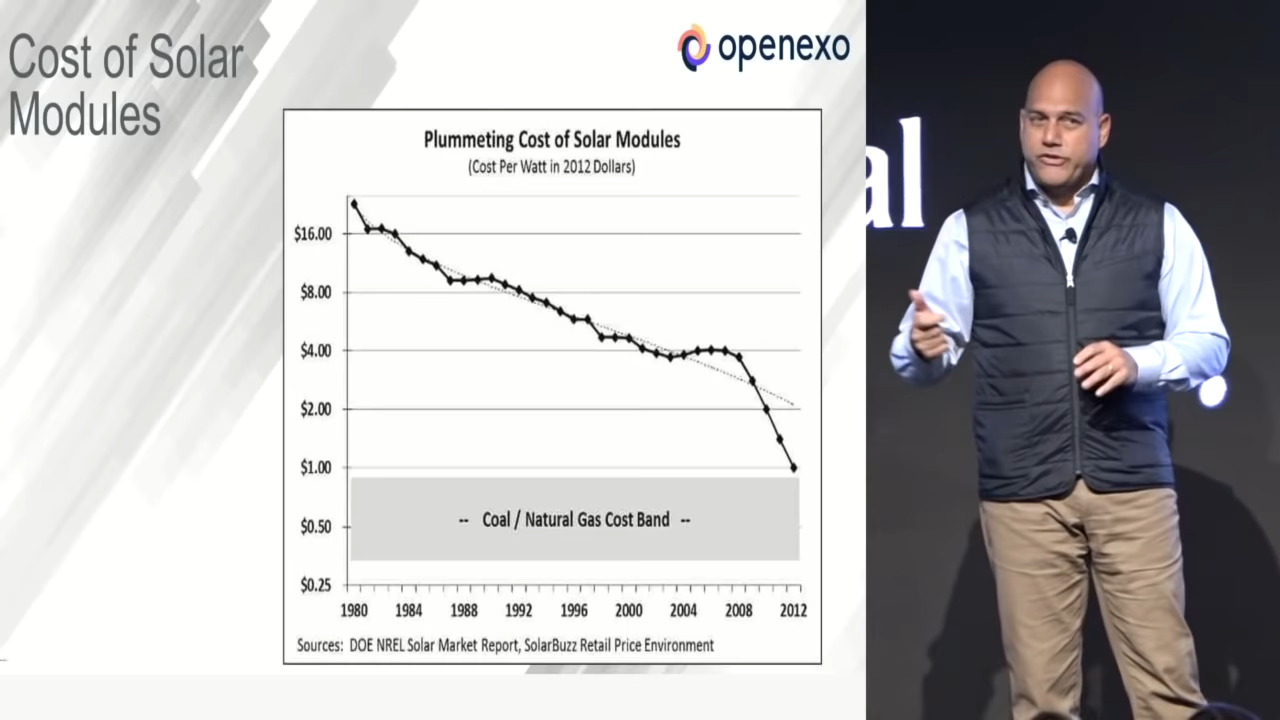 Cost of Solar
Modules
openexo
Plummeting Cost of Solar Modules
(Cost Per Watt in 2012 Dollars)
$16.00
$8.00
$4.00
$2.00
$1.00
$0.50
$0.25
-- Coal / Natural Gas Cost Band --
1980 1984 1988 1992 1996 2000 2004 2008 2012
Sources: DOE NREL Solar Market Report, SolarBuzz Retail Price Environment
al